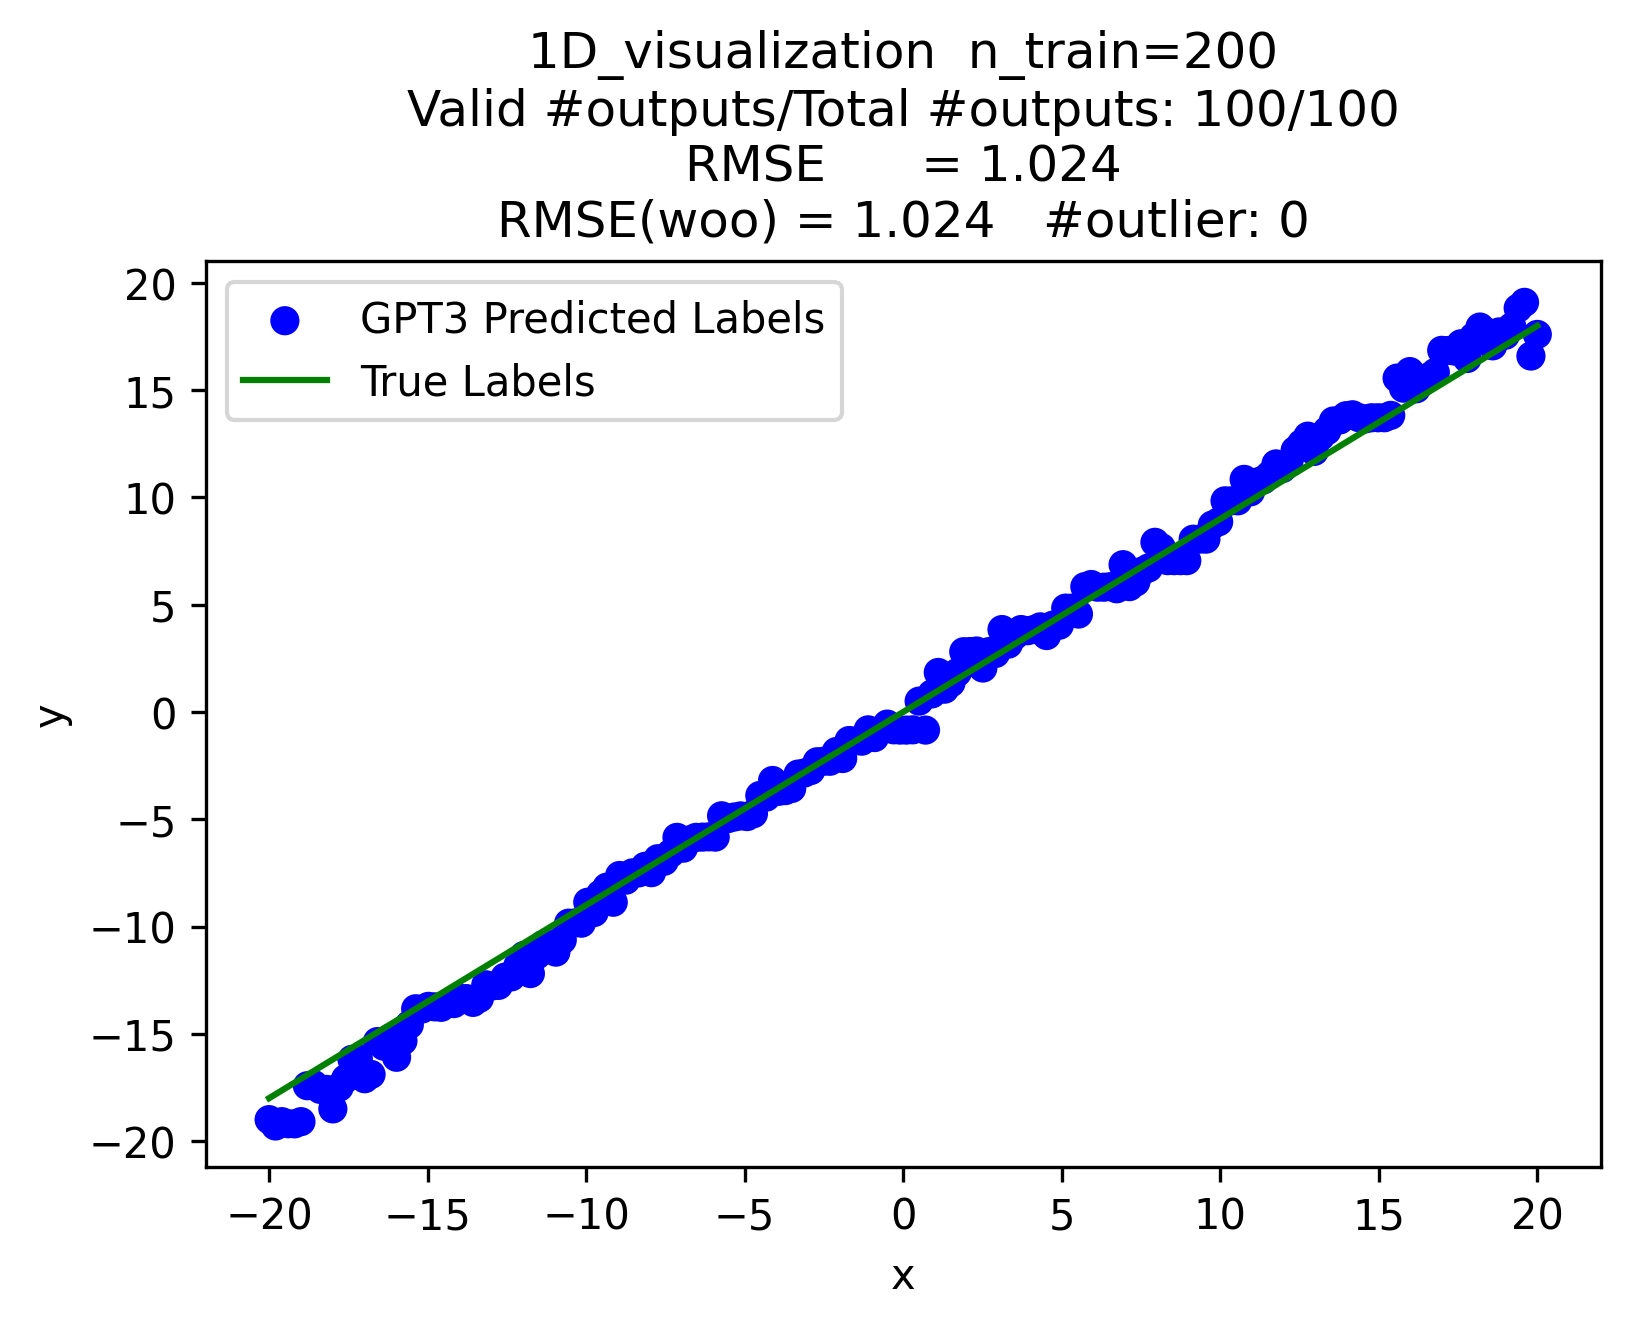 1D_visualization  n_train=200
Valid #outputs/Total #outputs: 100/100
RMSE      = 1.024
RMSE(woo) = 1.024   #outlier: 0
GPT3 Predicted Labels
True Labels
20
15
10
5
0
−5
−10
−15
−20
y
−20 −15 −10 −5 0 5 10 15 20
x